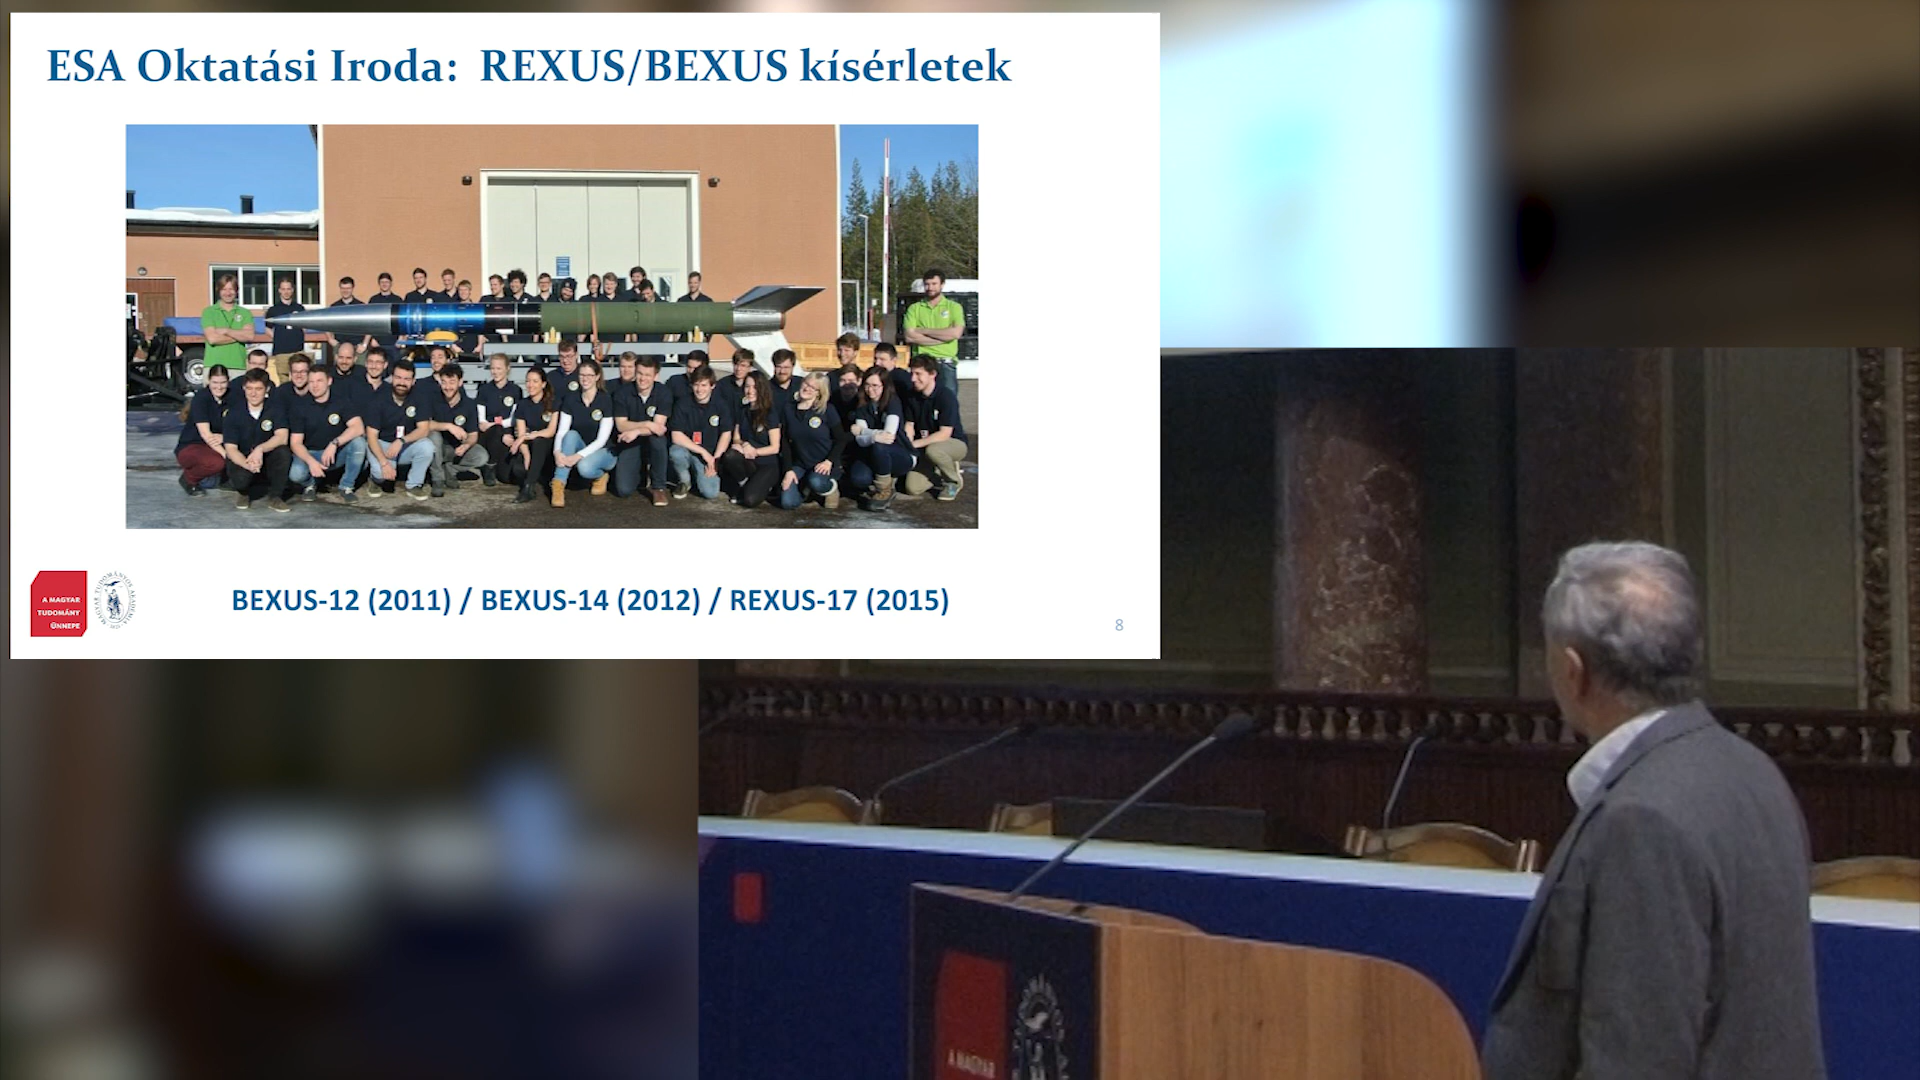 ESA Oktatási Iroda: REXUS/BEXUS kísérletek
A MAGYAR
TUDOMÁNY
ÜNNEPE
BEXUS-12 (2011) / BEXUS-14 (2012) / REXUS-17 (2015)
8
A MAGYAR